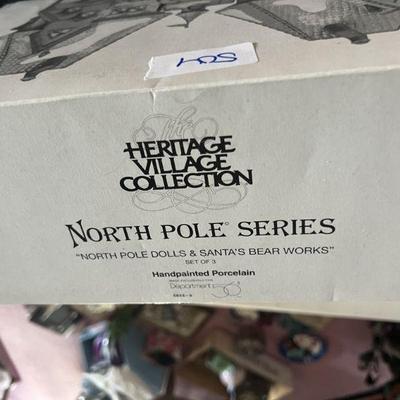 The
HERITAGE
VILLAGE
COLLECTION
NORTH POLE SERIES
"NORTH POLE DOLLS & SANTA'S BEAR WORKS"
SET OF 3
Handpainted Porcelain
Department 56